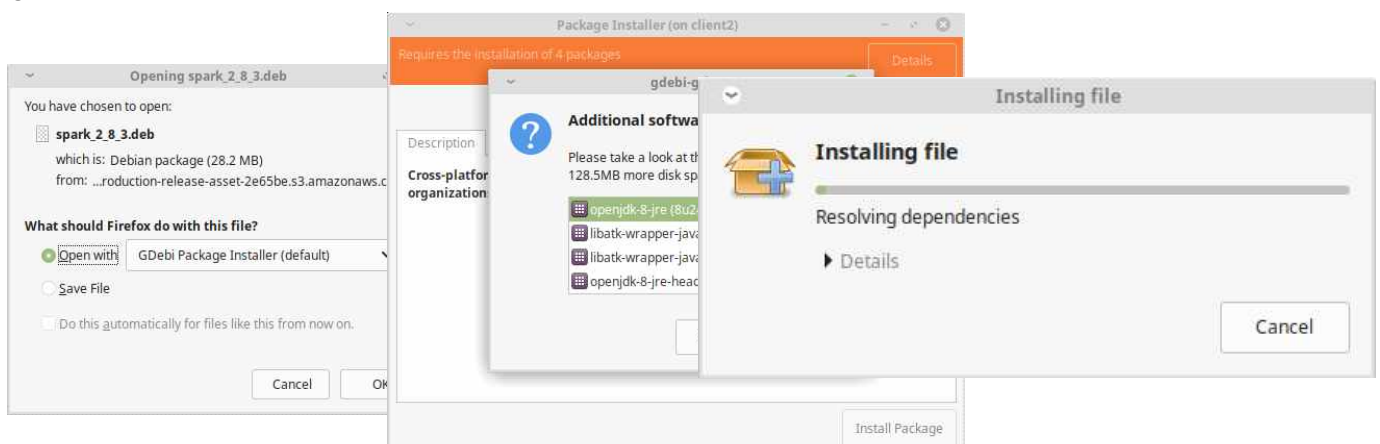 Opening spark_2_8_3.deb
You have chosen to open:
spark_2_8_3.deb
which is: Debian package (28.2 MB)
from: ...roduction-release-asset-2e65be.s3.amazonaws.c
What should Firefox do with this file?
Open with
GDebi Package Installer (default)
Save File
Do this automatically for files like this from now on.
Cancel
OK
Package Installer (on client2)
Requires the installation of 4 packages
Details
Description
Cross-platfor
organization
gdebi-g
Additional softwa
Please take a look at th
128.5MB more disk sp
openjdk-8-jre (8u2
libatk-wrapper-java
libatk-wrapper-java
openjdk-8-jre-head
Install Package
Installing file
Installing file
Resolving dependencies
Details
Cancel